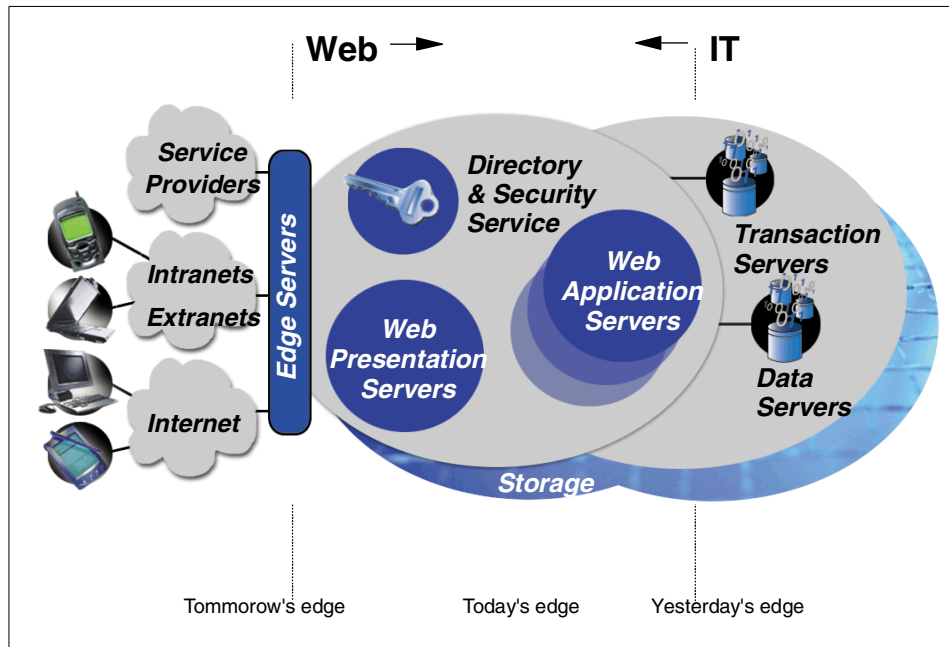 Web
IT
Service
Providers
Intranets
Extranets
Internet
Edge Servers
Directory
& Security
Service
Web
Presentation
Servers
Web
Application
Servers
Transaction
Servers
Data
Servers
Storage
Tommorow's edge
Today's edge
Yesterday's edge